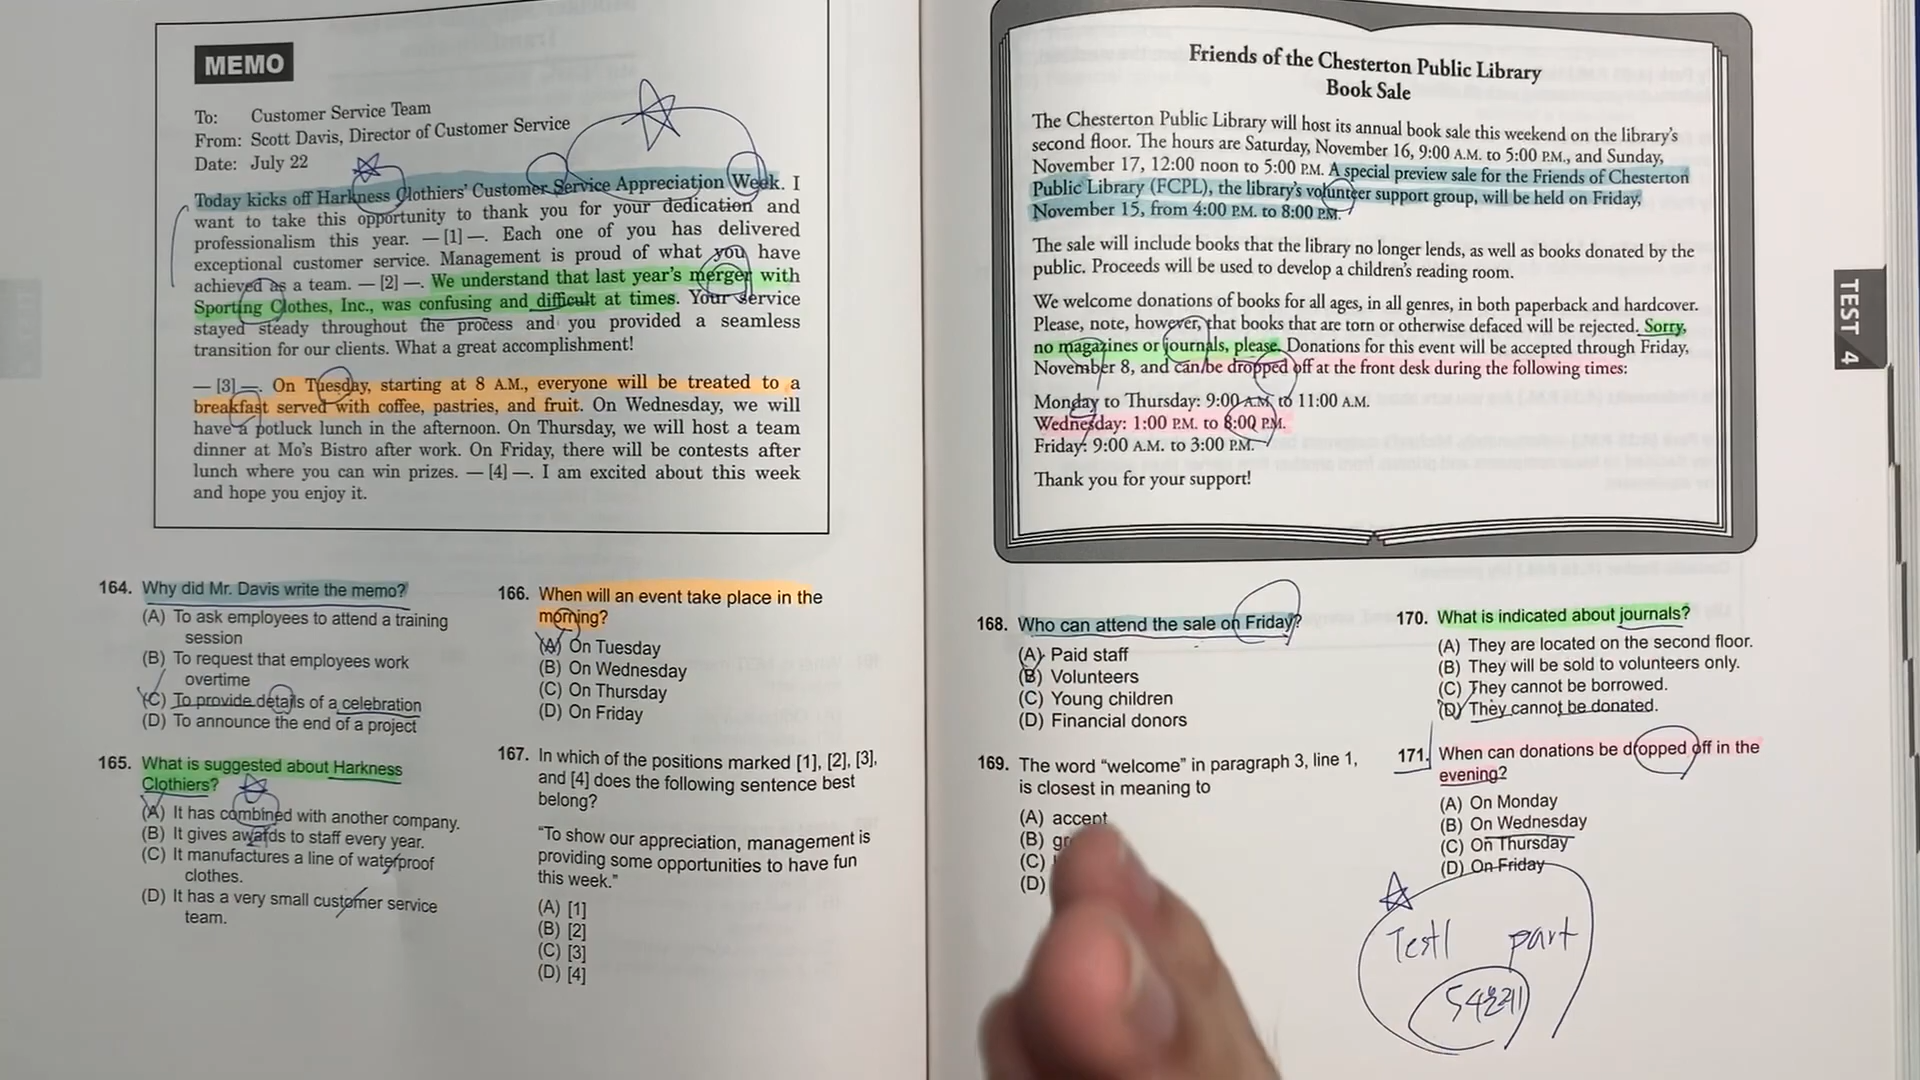 MEMO
To: Customer Service Team
From: Scott Davis, Director of Customer Service
Date: July 22
Today kicks off Harkness Clothiers' Customer Service Appreciation Week. I
want to take this opportunity to thank you for your dedication and
professionalism this year. — [1] —. Each one of you has delivered
exceptional customer service. Management is proud of what you have
achieved as a team. — [2] —. We understand that last year's merger with
Sporting Clothes, Inc., was confusing and difficult at times. Your service
stayed steady throughout the process and you provided a seamless
transition for our clients. What a great accomplishment!
— [3] —. On Tuesday, starting at 8 A.M., everyone will be treated to a
breakfast served with coffee, pastries, and fruit. On Wednesday, we will
have a potluck lunch in the afternoon. On Thursday, we will host a team
dinner at Mo's Bistro after work. On Friday, there will be contests after
lunch where you can win prizes. — [4] —. I am excited about this week
and hope you enjoy it.
164. Why did Mr. Davis write the memo?
(A) To ask employees to attend a training
session
(B) To request that employees work
overtime
(C) To provide details of a celebration
(D) To announce the end of a project
165. What is suggested about Harkness
Clothiers?
(A) It has combined with another company.
(B) It gives awards to staff every year.
(C) It manufactures a line of waterproof
clothes.
(D) It has a very small customer service
team.
166. When will an event take place in the
morning?
(A) On Tuesday
(B) On Wednesday
(C) On Thursday
(D) On Friday
167. In which of the positions marked [1], [2], [3],
and [4] does the following sentence best
belong?
"To show our appreciation, management is
providing some opportunities to have fun
this week."
(A) [1]
(B) [2]
(C) [3]
(D) [4]
Friends of the Chesterton Public Library
Book Sale
The Chesterton Public Library will host its annual book sale this weekend on the library's
second floor. The hours are Saturday, November 16, 9:00 A.M. to 5:00 P.M., and Sunday,
November 17, 12:00 noon to 5:00 P.M. A special preview sale for the Friends of Chesterton
Public Library (FCPL), the library's volunteer support group, will be held on Friday,
November 15, from 4:00 P.M. to 8:00 P.M.
The sale will include books that the library no longer lends, as well as books donated by the
public. Proceeds will be used to develop a children's reading room.
We welcome donations of books for all ages, in all genres, in both paperback and hardcover.
Please, note, however, that books that are torn or otherwise defaced will be rejected. Sorry,
no magazines or journals, please. Donations for this event will be accepted through Friday,
November 8, and can be dropped off at the front desk during the following times:
Monday to Thursday: 9:00 A.M. to 11:00 A.M.
Wednesday: 1:00 P.M. to 8:00 P.M.
Friday: 9:00 A.M. to 3:00 P.M.
Thank you for your support!
168. Who can attend the sale on Friday?
(A) Paid staff
(B) Volunteers
(C) Young children
(D) Financial donors
169. The word "welcome" in paragraph 3, line 1,
is closest in meaning to
(A) accept
(B)
(C)
(D)
170. What is indicated about journals?
(A) They are located on the second floor.
(B) They will be sold to volunteers only.
(C) They cannot be borrowed.
(D) They cannot be donated.
171. When can donations be dropped off in the
evening?
(A) On Monday
(B) On Wednesday
(C) On Thursday
(D) On Friday
Test1 part
TEST 4